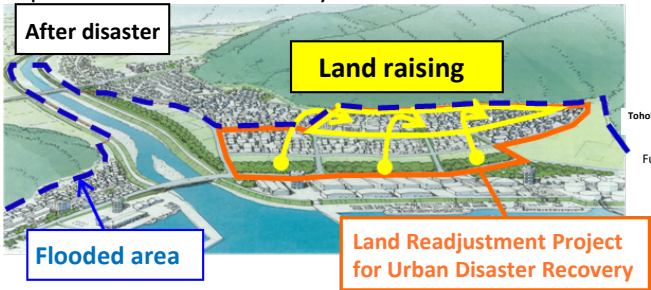 After disaster
Land raising
Flooded area
Land Readjustment Project
for Urban Disaster Recovery